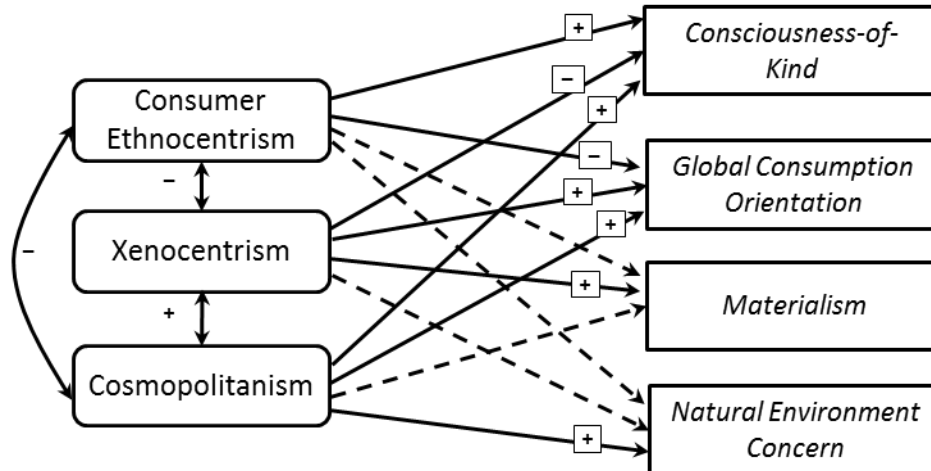 Consumer
Ethnocentrism
Xenocentrism
Cosmopolitanism
–
–
+
+
–
+
–
+
+
+
+
Consciousness-of-
Kind
Global Consumption
Orientation
Materialism
Natural Environment
Concern